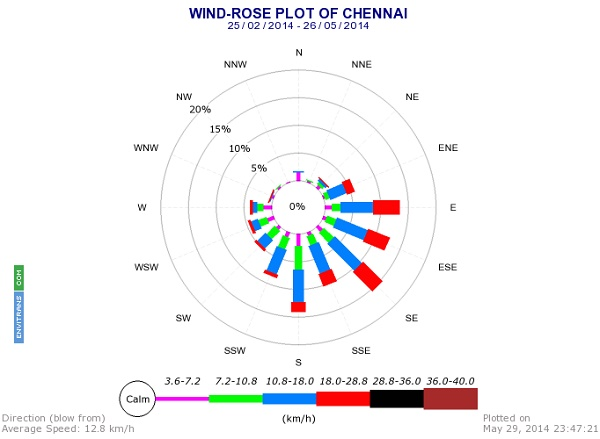 WIND-ROSE PLOT OF CHENNAI
25/02/2014 - 26/05/2014
N
NNW
NNE
NW
NE
20%
15%
WNW
10%
ENE
5%
W
0%
E
WSW
ESE
ENVITRANS COM
SW
SE
SSW
SSE
S
3.6-7.2 7.2-10.8 10.8-18.0 18.0-28.8 28.8-36.0 36.0-40.0
Calm
(km/h)
Direction (blow from)
Average Speed: 12.8 km/h
Plotted on
May 29, 2014 23:47:21